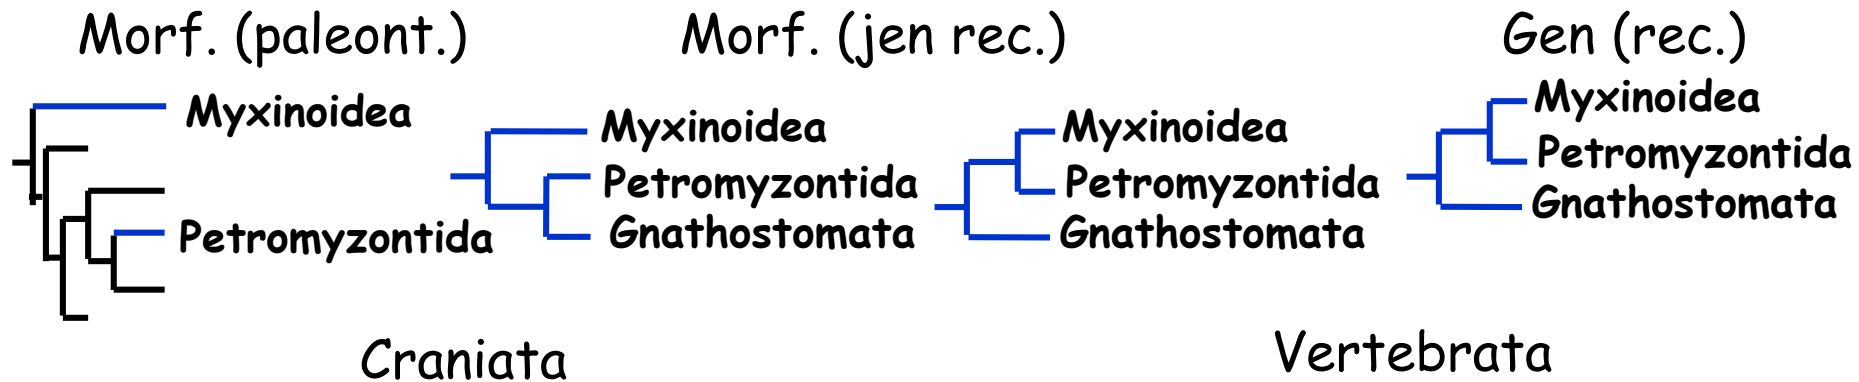 Morf. (paleont.)
Morf. (jen rec.)
Gen (rec.)
Myxinoidea
Petromyzontida
Myxinoidea
Petromyzontida
Gnathostomata
Myxinoidea
Petromyzontida
Gnathostomata
Myxinoidea
Petromyzontida
Gnathostomata
Craniata
Vertebrata